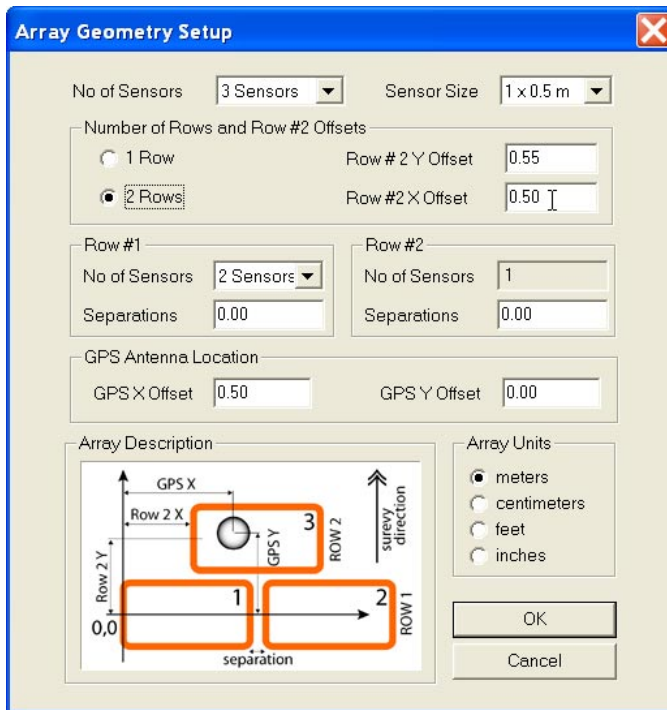 Array Geometry Setup
No of Sensors 3 Sensors Sensor Size 1 x 0.5 m
Number of Rows and Row #2 Offsets
1 Row Row # 2 Y Offset 0.55
2 Rows Row #2 X Offset 0.50
Row #1
No of Sensors 2 Sensors
Separations 0.00
Row #2
No of Sensors 1
Separations 0.00
GPS Antenna Location
GPS X Offset 0.50 GPS Y Offset 0.00
Array Description
GPS X
Row 2 X
Row 2 Y
GPS Y
3
ROW 2
surevy
direction
1
2
ROW 1
0,0
separation
Array Units
meters
centimeters
feet
inches
OK
Cancel